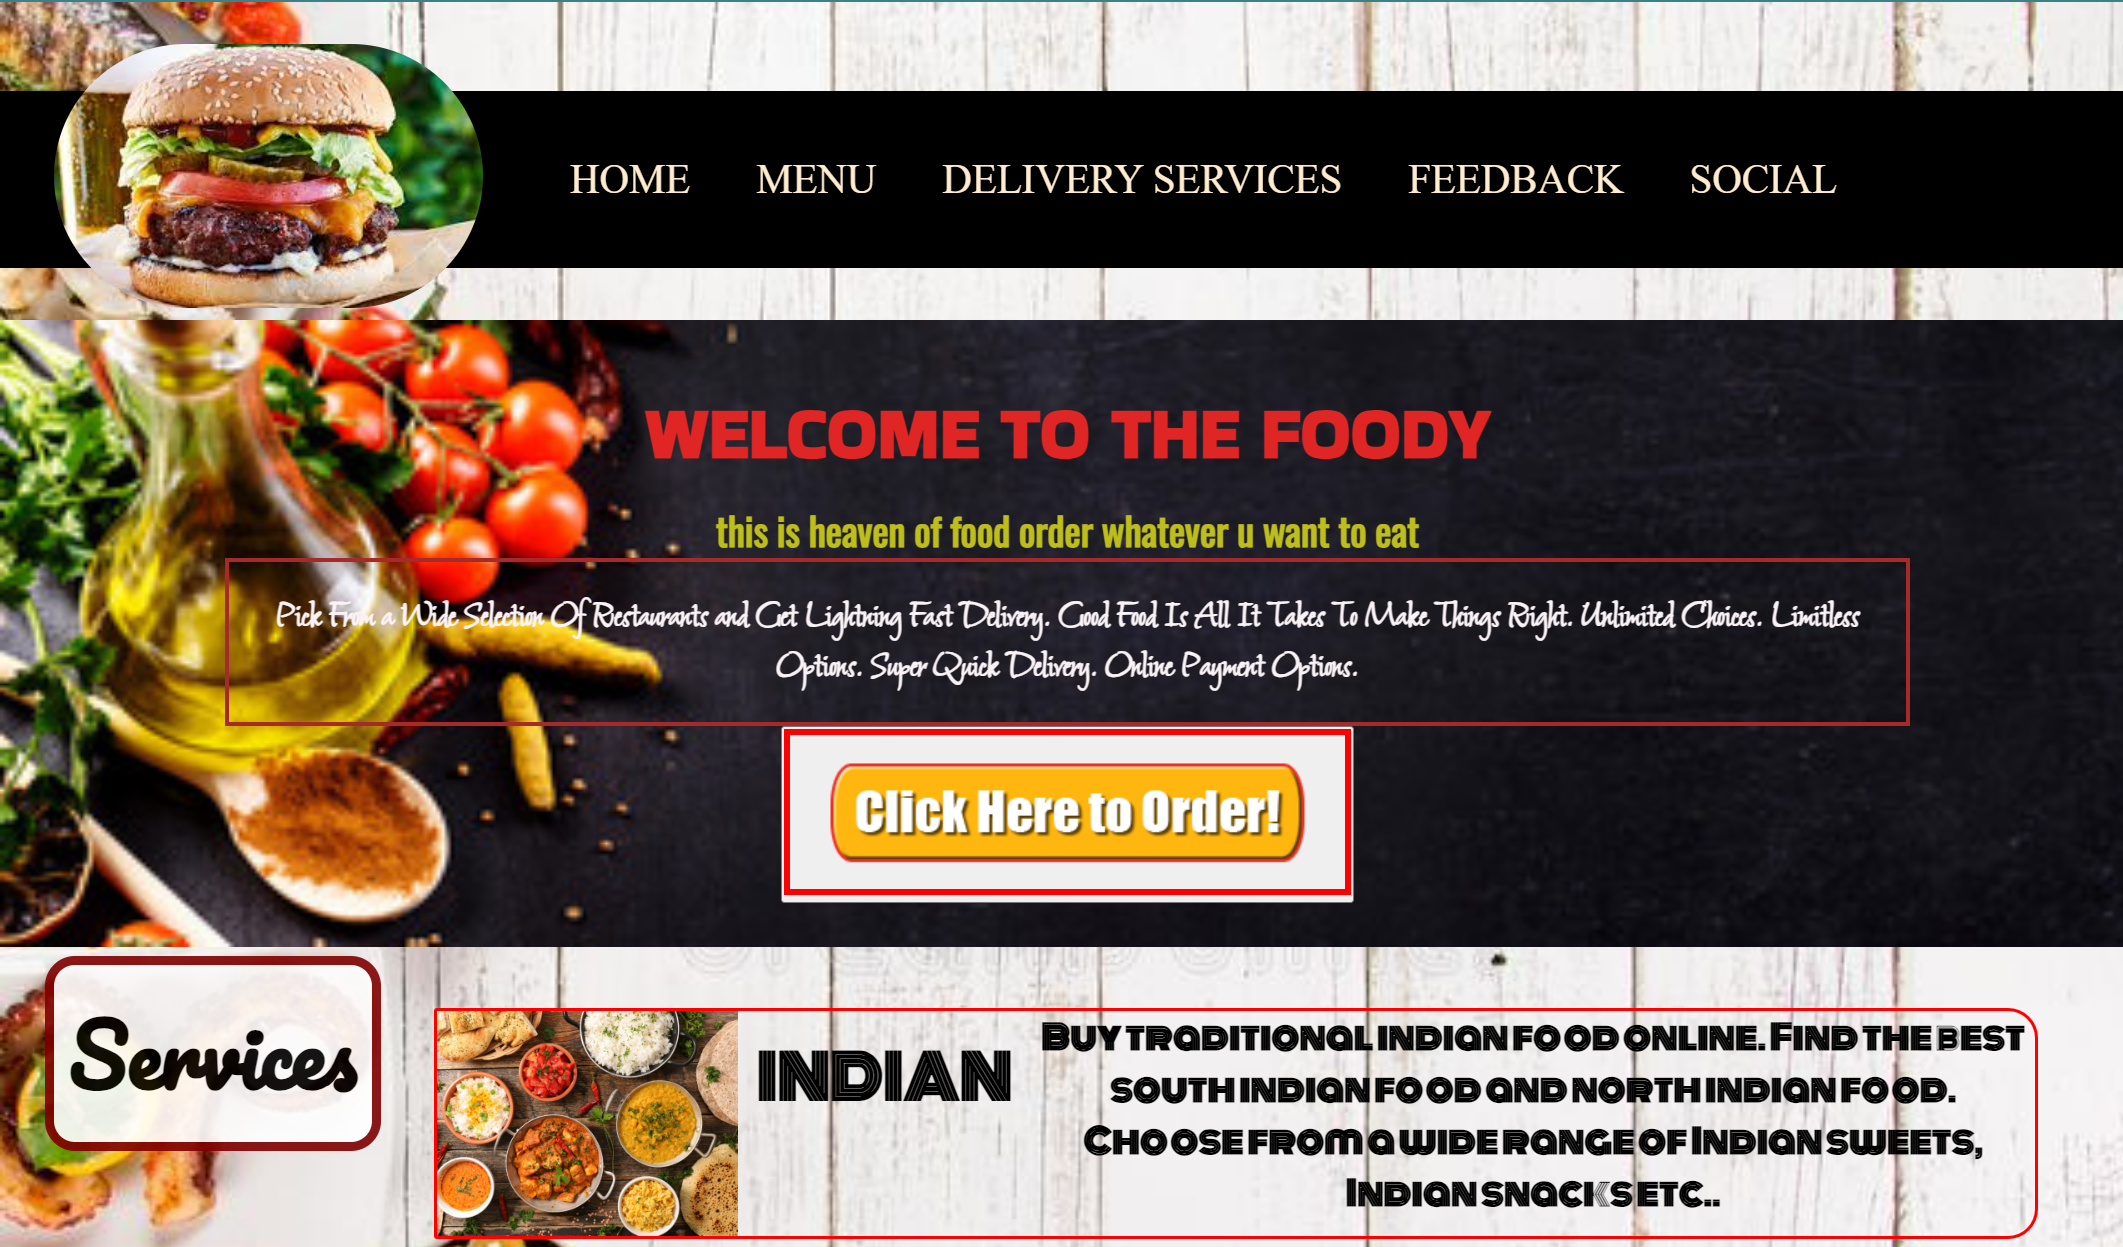 HOME MENU DELIVERY SERVICES FEEDBACK SOCIAL
WELCOME TO THE FOODY
this is heaven of food order whatever u want to eat
Pick From a Wide Selection Of Restaurants and Get Lightning Fast Delivery. Good Food Is All It Takes To Make Things Right. Unlimited Choices. Limitless
Options. Super Quick Delivery. Online Payment Options.
Click Here to Order!
Services
INDIAN
Buy traditional indian food online. Find the best
south indian food and north indian food.
Choose from a wide range of Indian sweets,
Indian snacks etc..